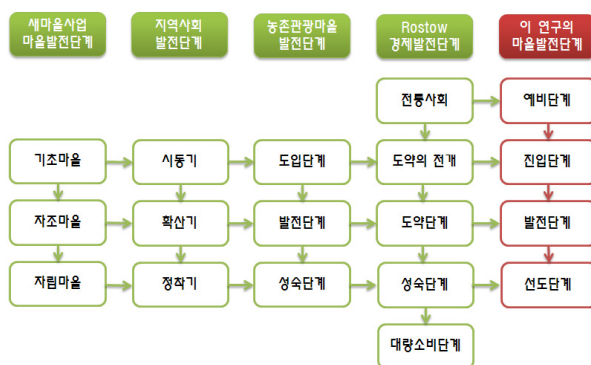 새마을사업
마을발전단계
지역사회
발전단계
농촌관광마을
발전단계
Rostow
경제발전단계
이 연구의
마을발전단계
전통사회
예비단계
기초마을
시동기
도입단계
도약의 전개
진입단계
자조마을
확산기
발전단계
도약단계
발전단계
자립마을
정착기
성숙단계
성숙단계
선도단계
대량소비단계